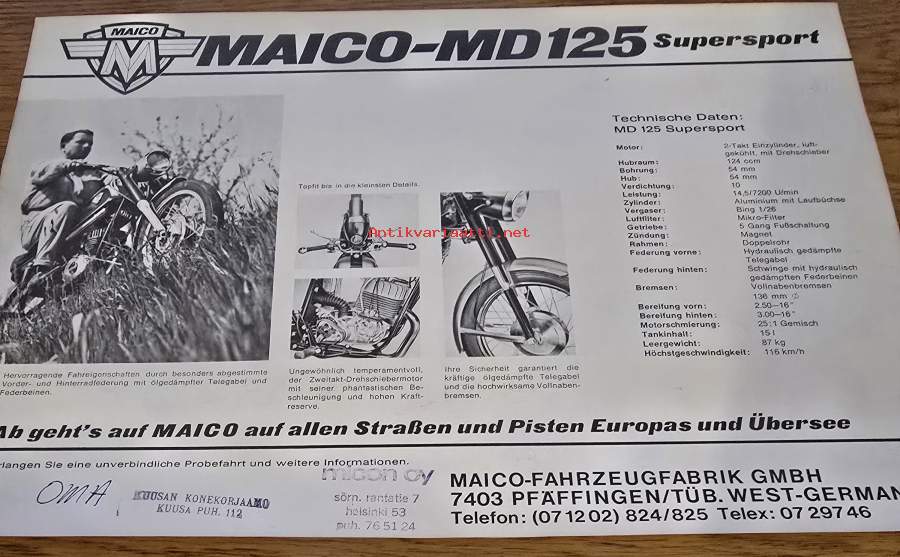 MAICO
M
MAICO-MD 125 Supersport
Technische Daten:
MD 125 Supersport
Motor: 2-Takt Einzylinder, luft-
gekühlt, mit Drehschieber
Hubraum: 124 ccm
Bohrung: 54 mm
Hub: 54 mm
Verdichtung: 10
Leistung: 14,5/7200 U/min
Zylinder: Aluminium mit Laufbüchse
Vergaser: Bing 1/26
Luftfilter: Mikro-Filter
Getriebe: 5 Gang Fußschaltung
Zündung: Magnet
Rahmen: Doppelrohr
Federung vorne: Hydraulisch gedämpfte
Telegabel
Federung hinten: Schwinge mit hydraulisch
gedämpften Federbeinen
Bremsen: Vollnabenbremsen
136 mm ∅
Bereifung vorn: 2.50—16"
Bereifung hinten: 3.00—16"
Motorschmierung: 25:1 Gemisch
Tankinhalt: 15 l
Leergewicht: 87 kg
Höchstgeschwindigkeit: 116 km/h
Topfit bis in die kleinsten Details.
Antikvariaatti.net
Hervorragende Fahreigenschaften durch besonders abgestimmte
Vorder- und Hinterradfederung mit ölgedämpfter Telegabel und
Federbeinen.
Ungewöhnlich temperamentvoll,
der Zweitakt-Drehschiebermotor
mit seiner phantastischen Be-
schleunigung und hohen Kraft-
reserve.
Ihre Sicherheit garantiert die
kräftige ölgedämpfte Telegabel
und die hochwirksame Vollnaben-
bremsen.
Ab geht's auf MAICO auf allen Straßen und Pisten Europas und Übersee
rlangen Sie eine unverbindliche Probefahrt und weitere Informationen.
OMA
KUUSAN KONEKORJAAMO
KUUSA PUH. 112
micon oy
sörn. rantatie 7
helsinki 53
puh. 76 51 24
MAICO-FAHRZEUGFABRIK GMBH
7403 PFÄFFINGEN/TÜB. WEST-GERMAN
Telefon: (0 71 2 02) 824/825 Telex: 07 29746